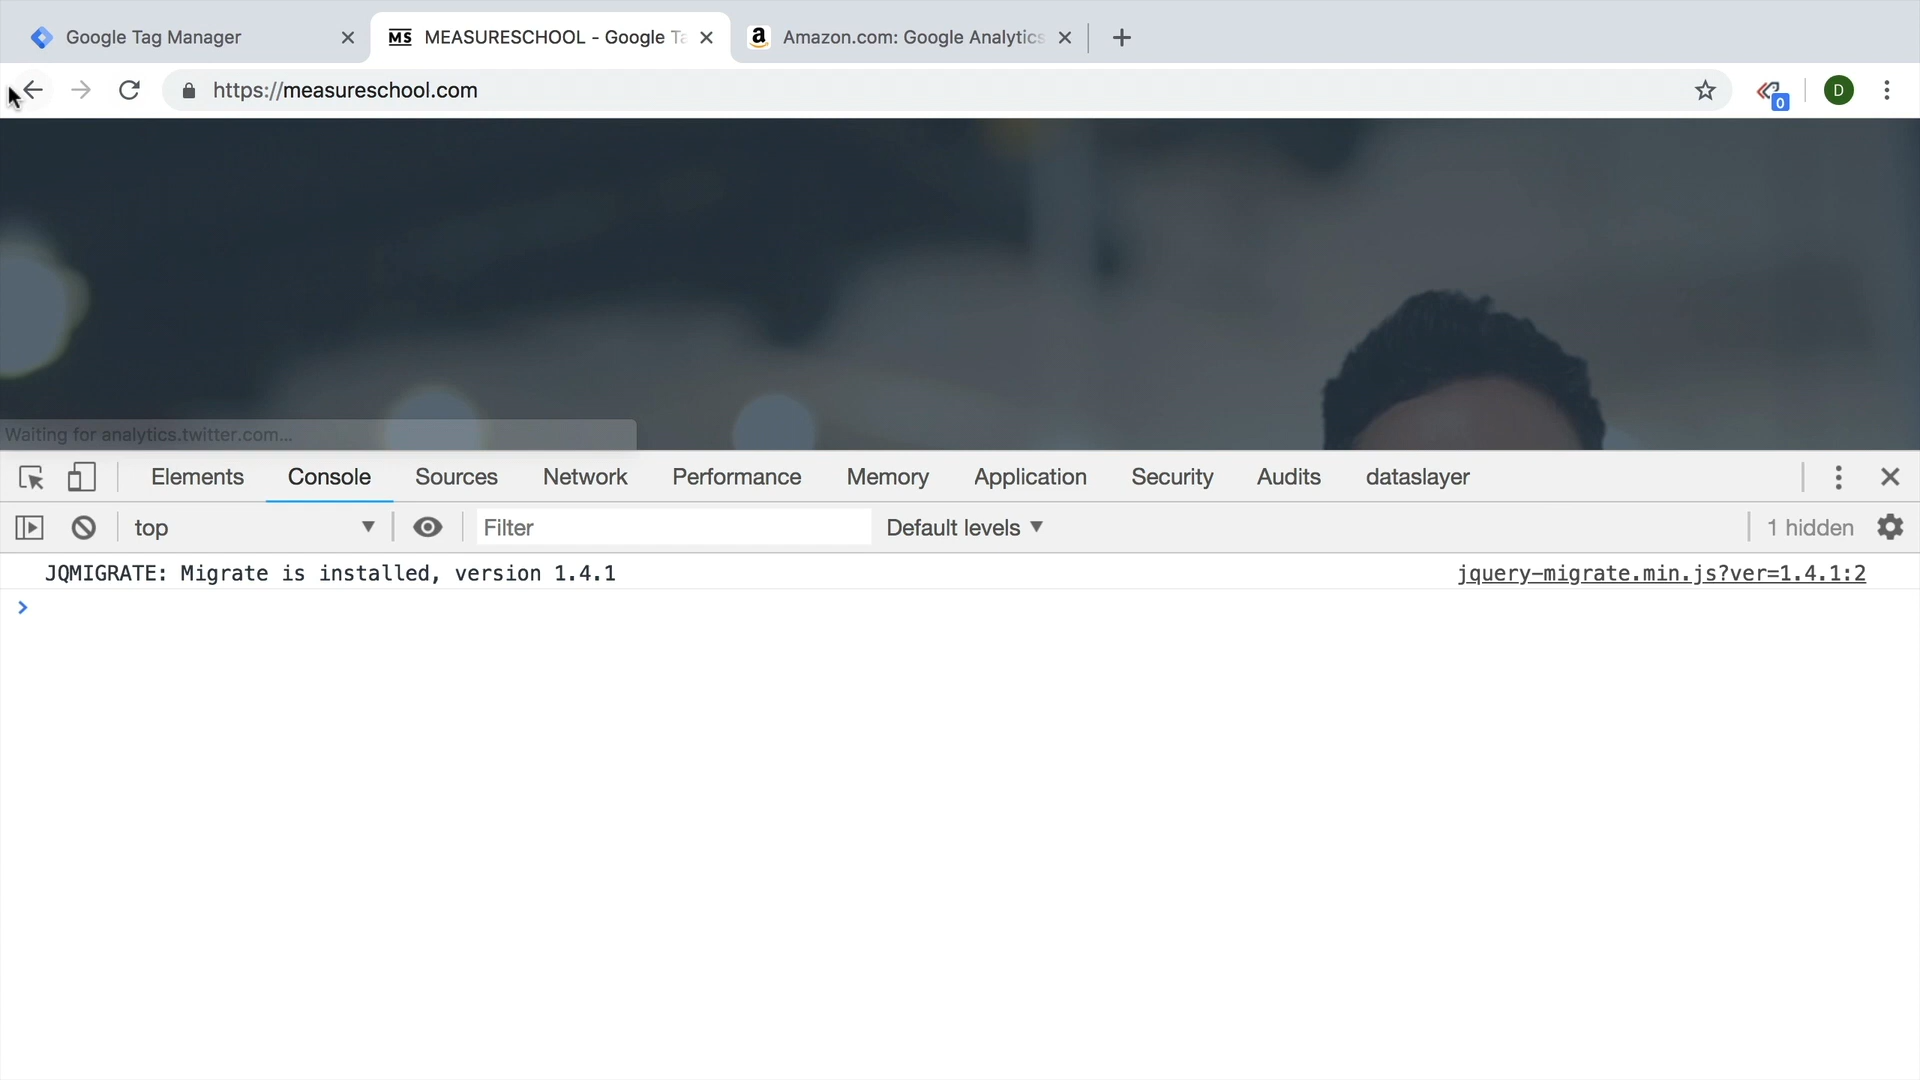 Google Tag Manager
MS MEASURESCHOOL - Google Ta
a Amazon.com: Google Analytics
https://measureschool.com
0
D
Waiting for analytics.twitter.com...
Elements Console Sources Network Performance Memory Application Security Audits dataslayer
top Filter Default levels 1 hidden
JQMIGRATE: Migrate is installed, version 1.4.1 jquery-migrate.min.js?ver=1.4.1:2